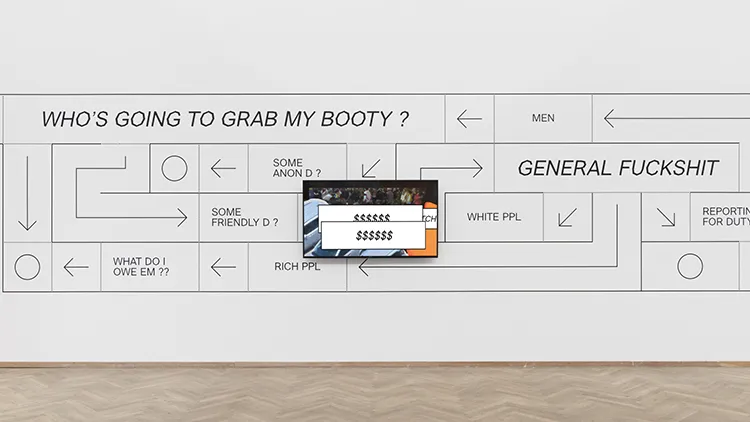 WHO'S GOING TO GRAB MY BOOTY ?
MEN
SOME
ANON D ?
GENERAL FUCKSHIT
SOME
FRIENDLY D ?
$$$$$$
TCH
$$$$$$
WHITE PPL
REPORTING
FOR DUTY
WHAT DO I
OWE EM ??
RICH PPL